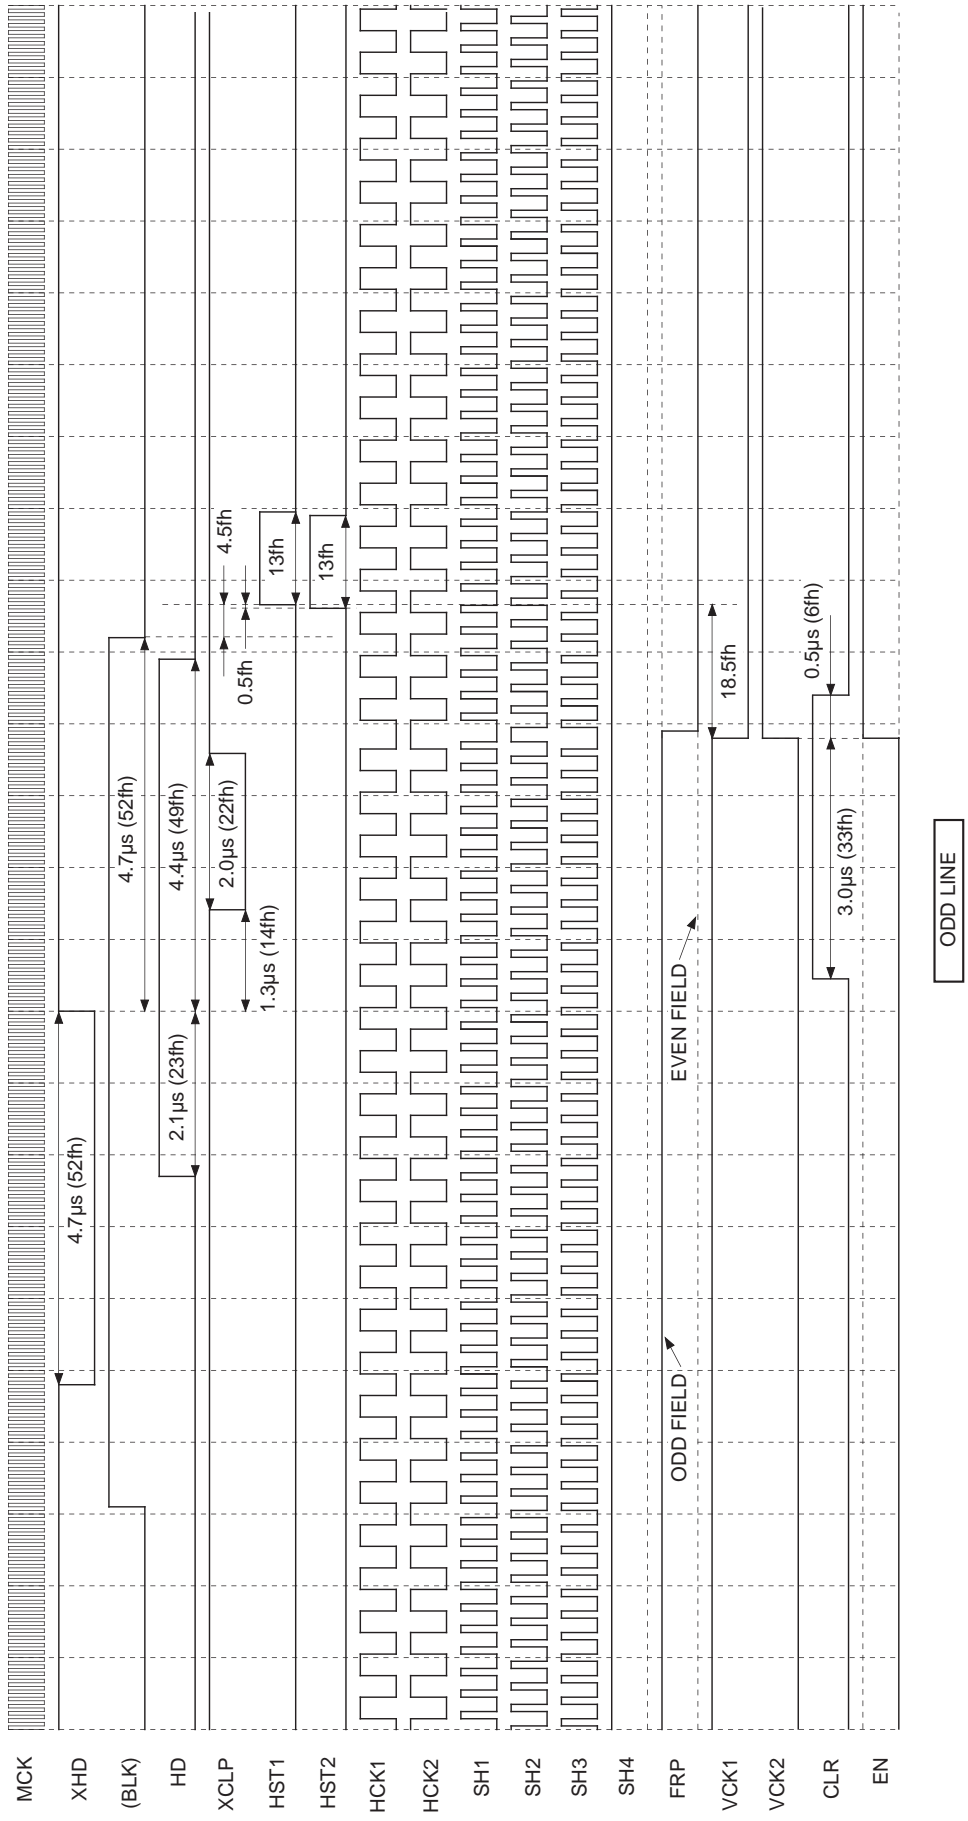 MCK
XHD
4.7µs (52fh)
(BLK)
4.7µs (52fh)
HD
2.1µs (23fh)
4.4µs (49fh)
XCLP
1.3µs (14fh)
2.0µs (22fh)
4.5fh
0.5fh
HST1
13fh
HST2
13fh
HCK1
HCK2
SH1
SH2
SH3
SH4
FRP
ODD FIELD
EVEN FIELD
VCK1
18.5fh
VCK2
CLR
3.0µs (33fh)
0.5µs (6fh)
EN
ODD LINE